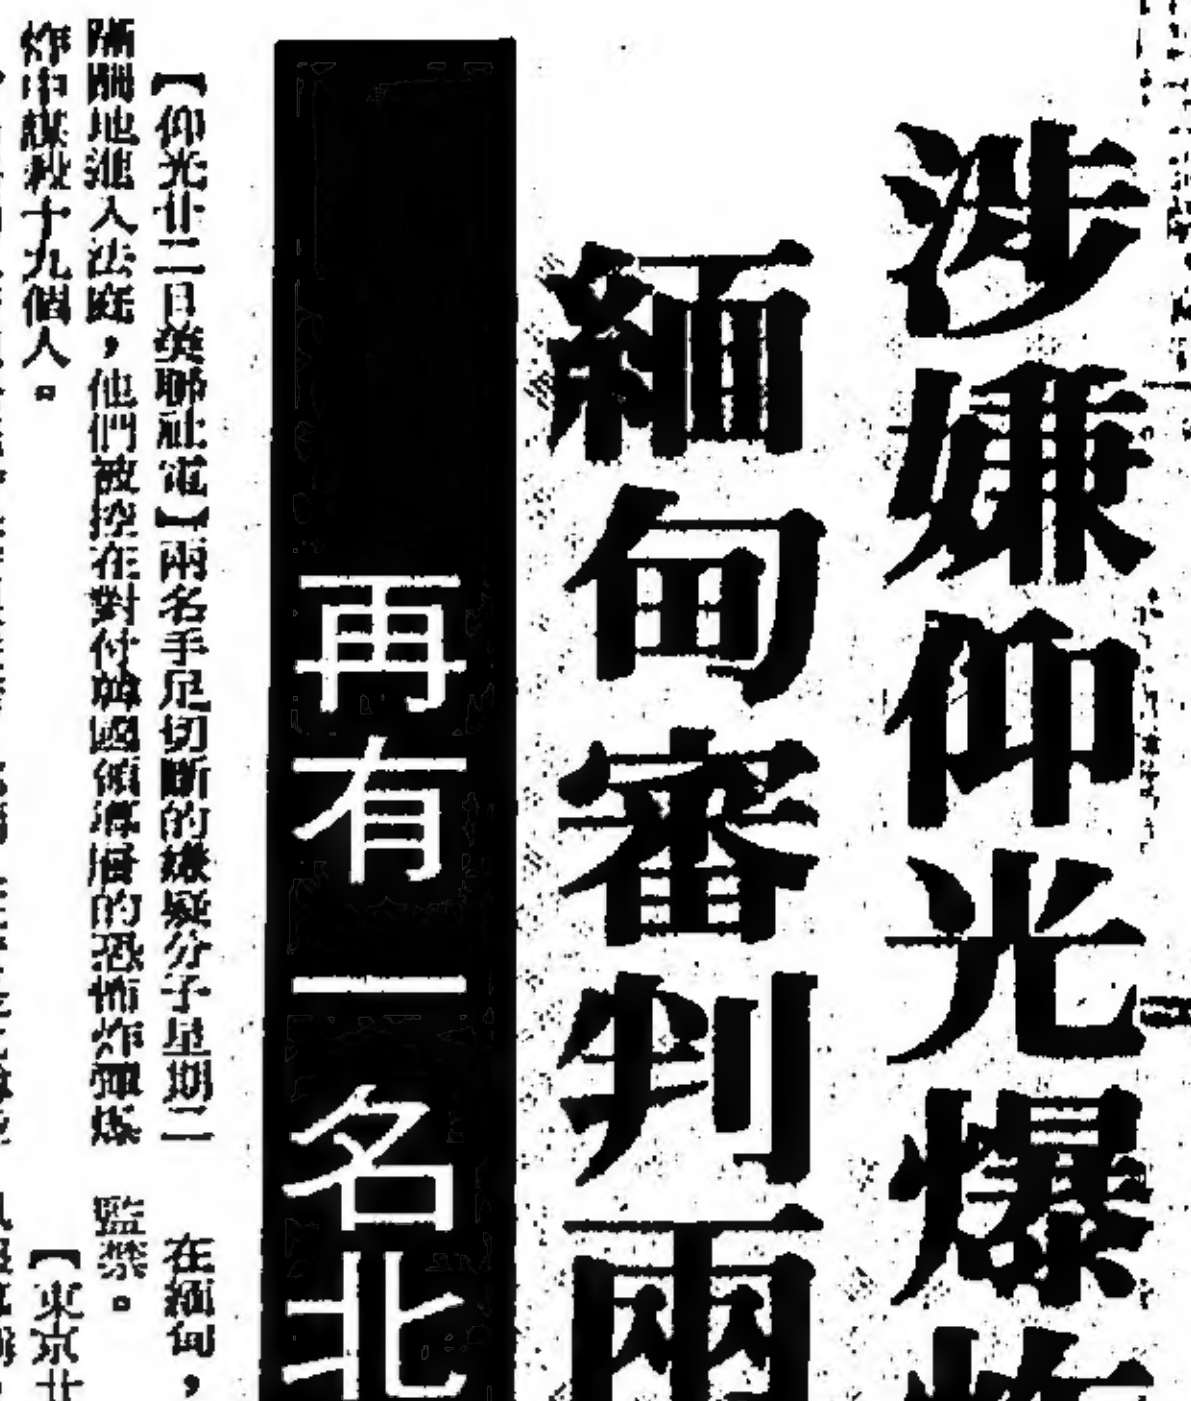 涉嫌仰光爆炸
緬甸審判兩
再有一名北
【仰光廿二日美聯社電】兩名手足切斷的嫌疑分子星期二
蹣跚地進入法庭，他們被控在對付韓國領導層的恐怖炸彈爆
炸中謀殺十九個人。
在緬甸，
監禁。
【東京廿